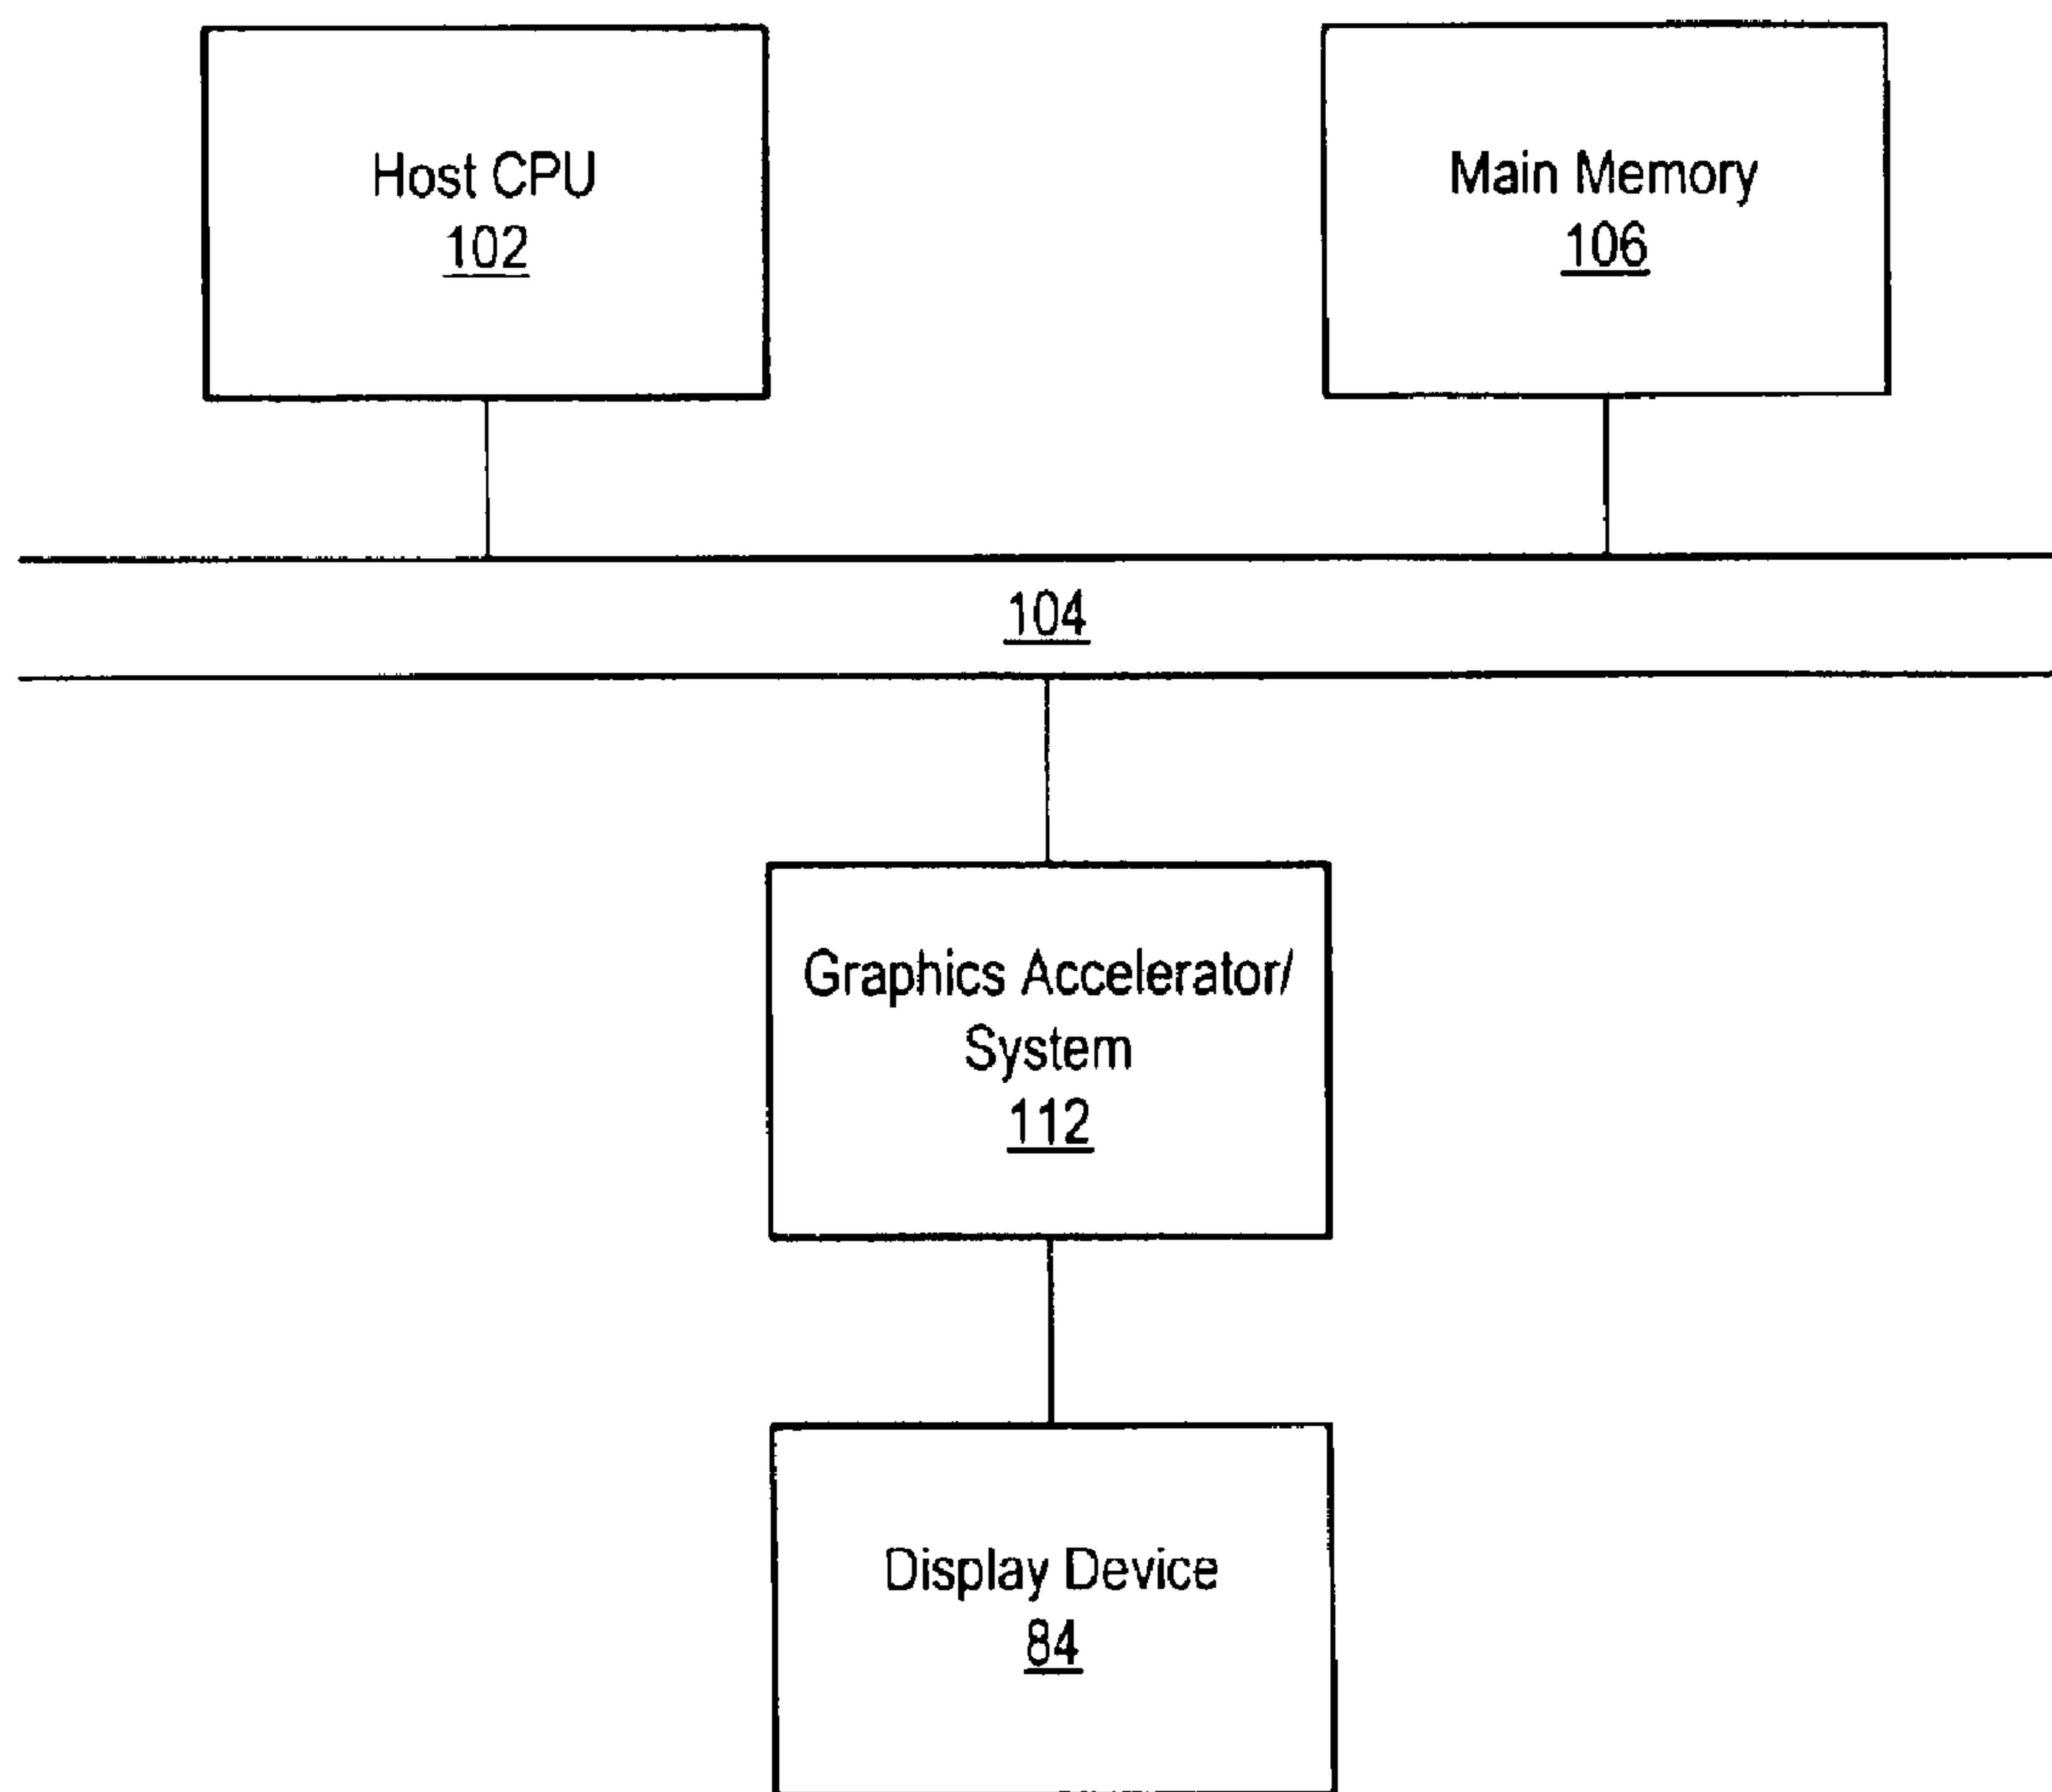 Host CPU
102
Main Memory
106
104
Graphics Accelerator/
System
112
Display Device
84